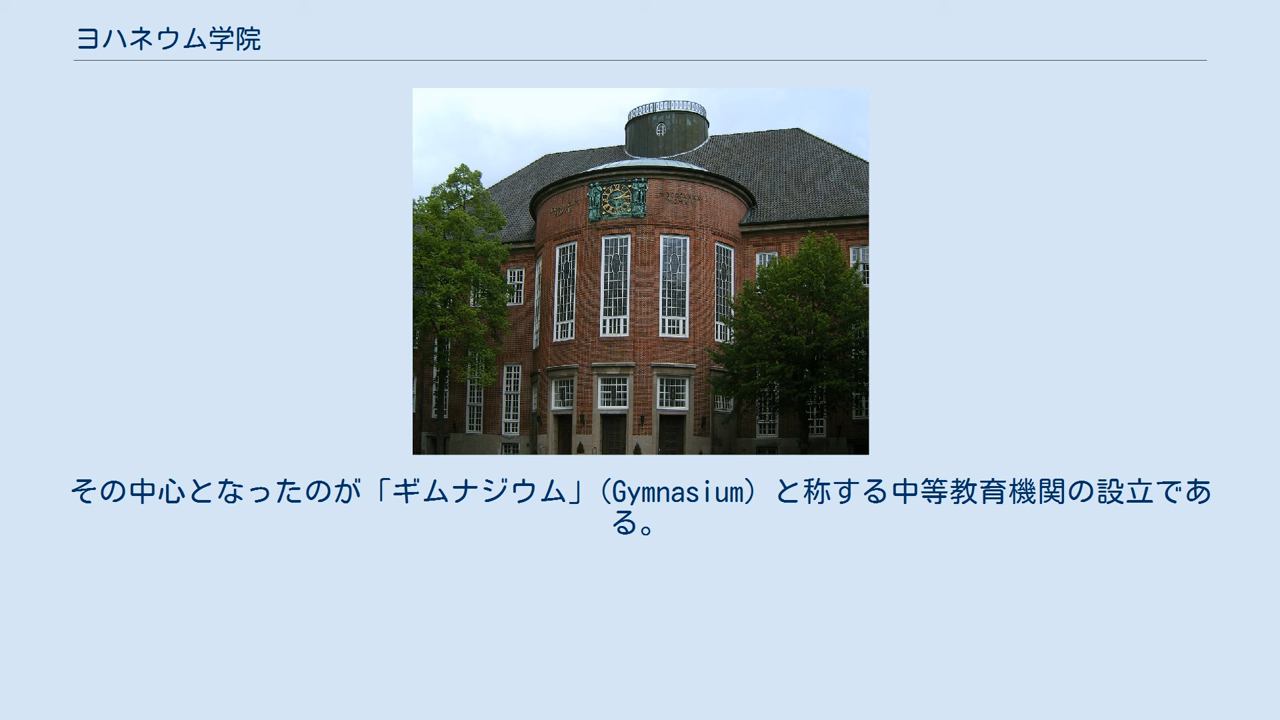 ヨハネウム学院
その中心となったのが「ギムナジウム」（Gymnasium）と称する中等教育機関の設立であ
る。